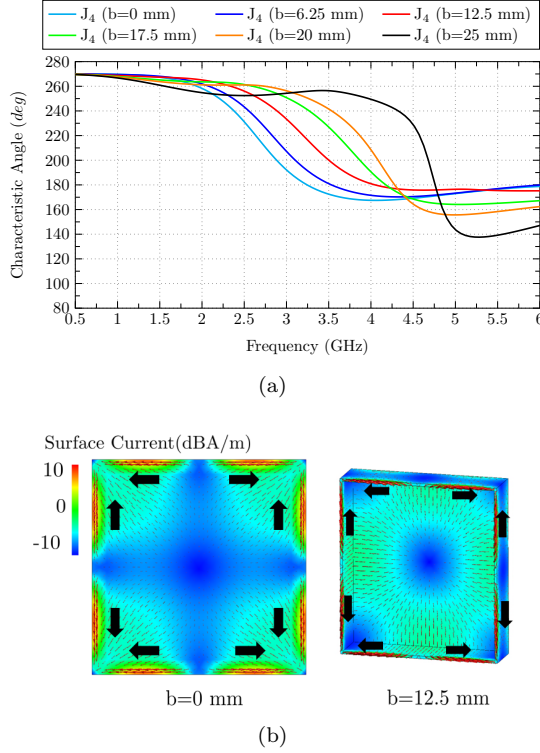 J4 (b=0 mm) J4 (b=6.25 mm) J4 (b=12.5 mm)
J4 (b=17.5 mm) J4 (b=20 mm) J4 (b=25 mm)
Characteristic Angle (deg)
280
260
240
220
200
180
160
140
120
100
80
0.5 1 1.5 2 2.5 3 3.5 4 4.5 5 5.5 6
Frequency (GHz)
(a)
Surface Current(dBA/m)
10
0
-10
b=0 mm b=12.5 mm
(b)